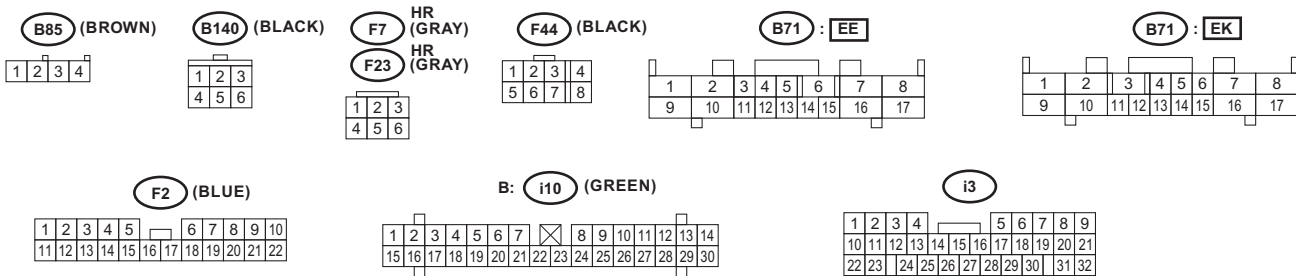 B85 (BROWN)
1 2 3 4
B140 (BLACK)
1 2 3
4 5 6
F7 HR (GRAY)
F23 HR (GRAY)
1 2 3
4 5 6
F44 (BLACK)
1 2 3 4
5 6 7 8
B71 : EE
1 2 3 4 5 6 7 8
9 10 11 12 13 14 15 16 17
B71 : EK
1 2 3 4 5 6 7 8
9 10 11 12 13 14 15 16 17
F2 (BLUE)
1 2 3 4 5 6 7 8 9 10
11 12 13 14 15 16 17 18 19 20 21 22
B: i10 (GREEN)
1 2 3 4 5 6 7 8 9 10 11 12 13 14
15 16 17 18 19 20 21 22 23 24 25 26 27 28 29 30
i3
1 2 3 4 5 6 7 8 9
10 11 12 13 14 15 16 17 18 19 20 21
22 23 24 25 26 27 28 29 30 31 32